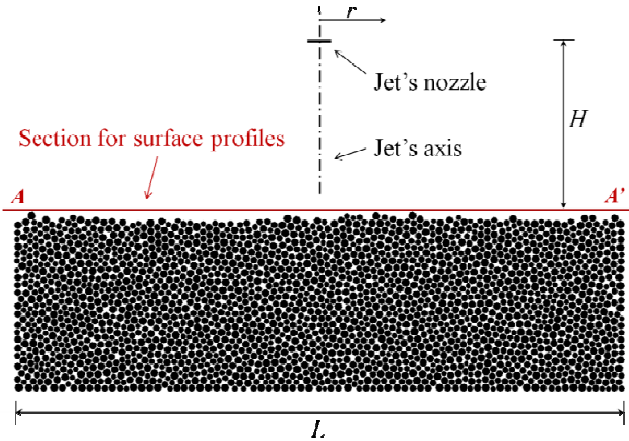 r
Jet's nozzle
H
Section for surface profiles
Jet's axis
A
A'
L